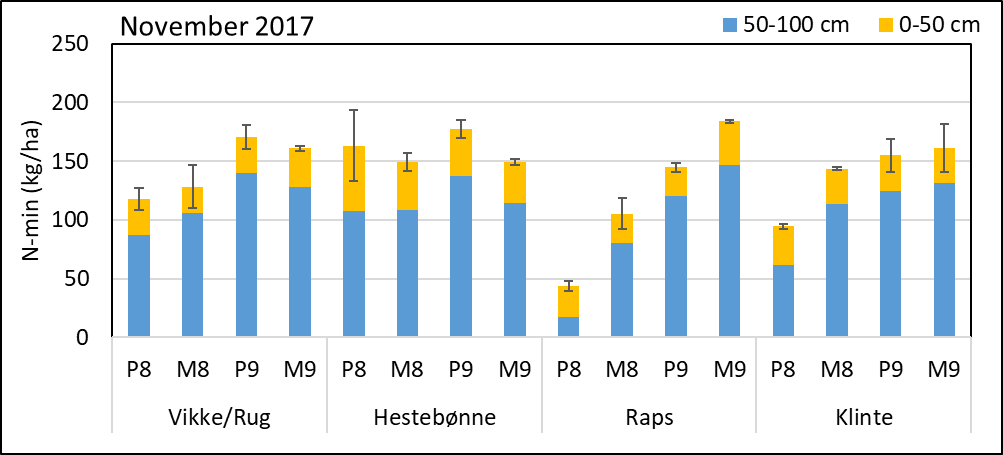 November 2017
50-100 cm 0-50 cm
N-min (kg/ha)
250
200
150
100
50
0
P8 M8 P9 M9 P8 M8 P9 M9 P8 M8 P9 M9 P8 M8 P9 M9
Vikke/Rug Hestebønne Raps Klinte